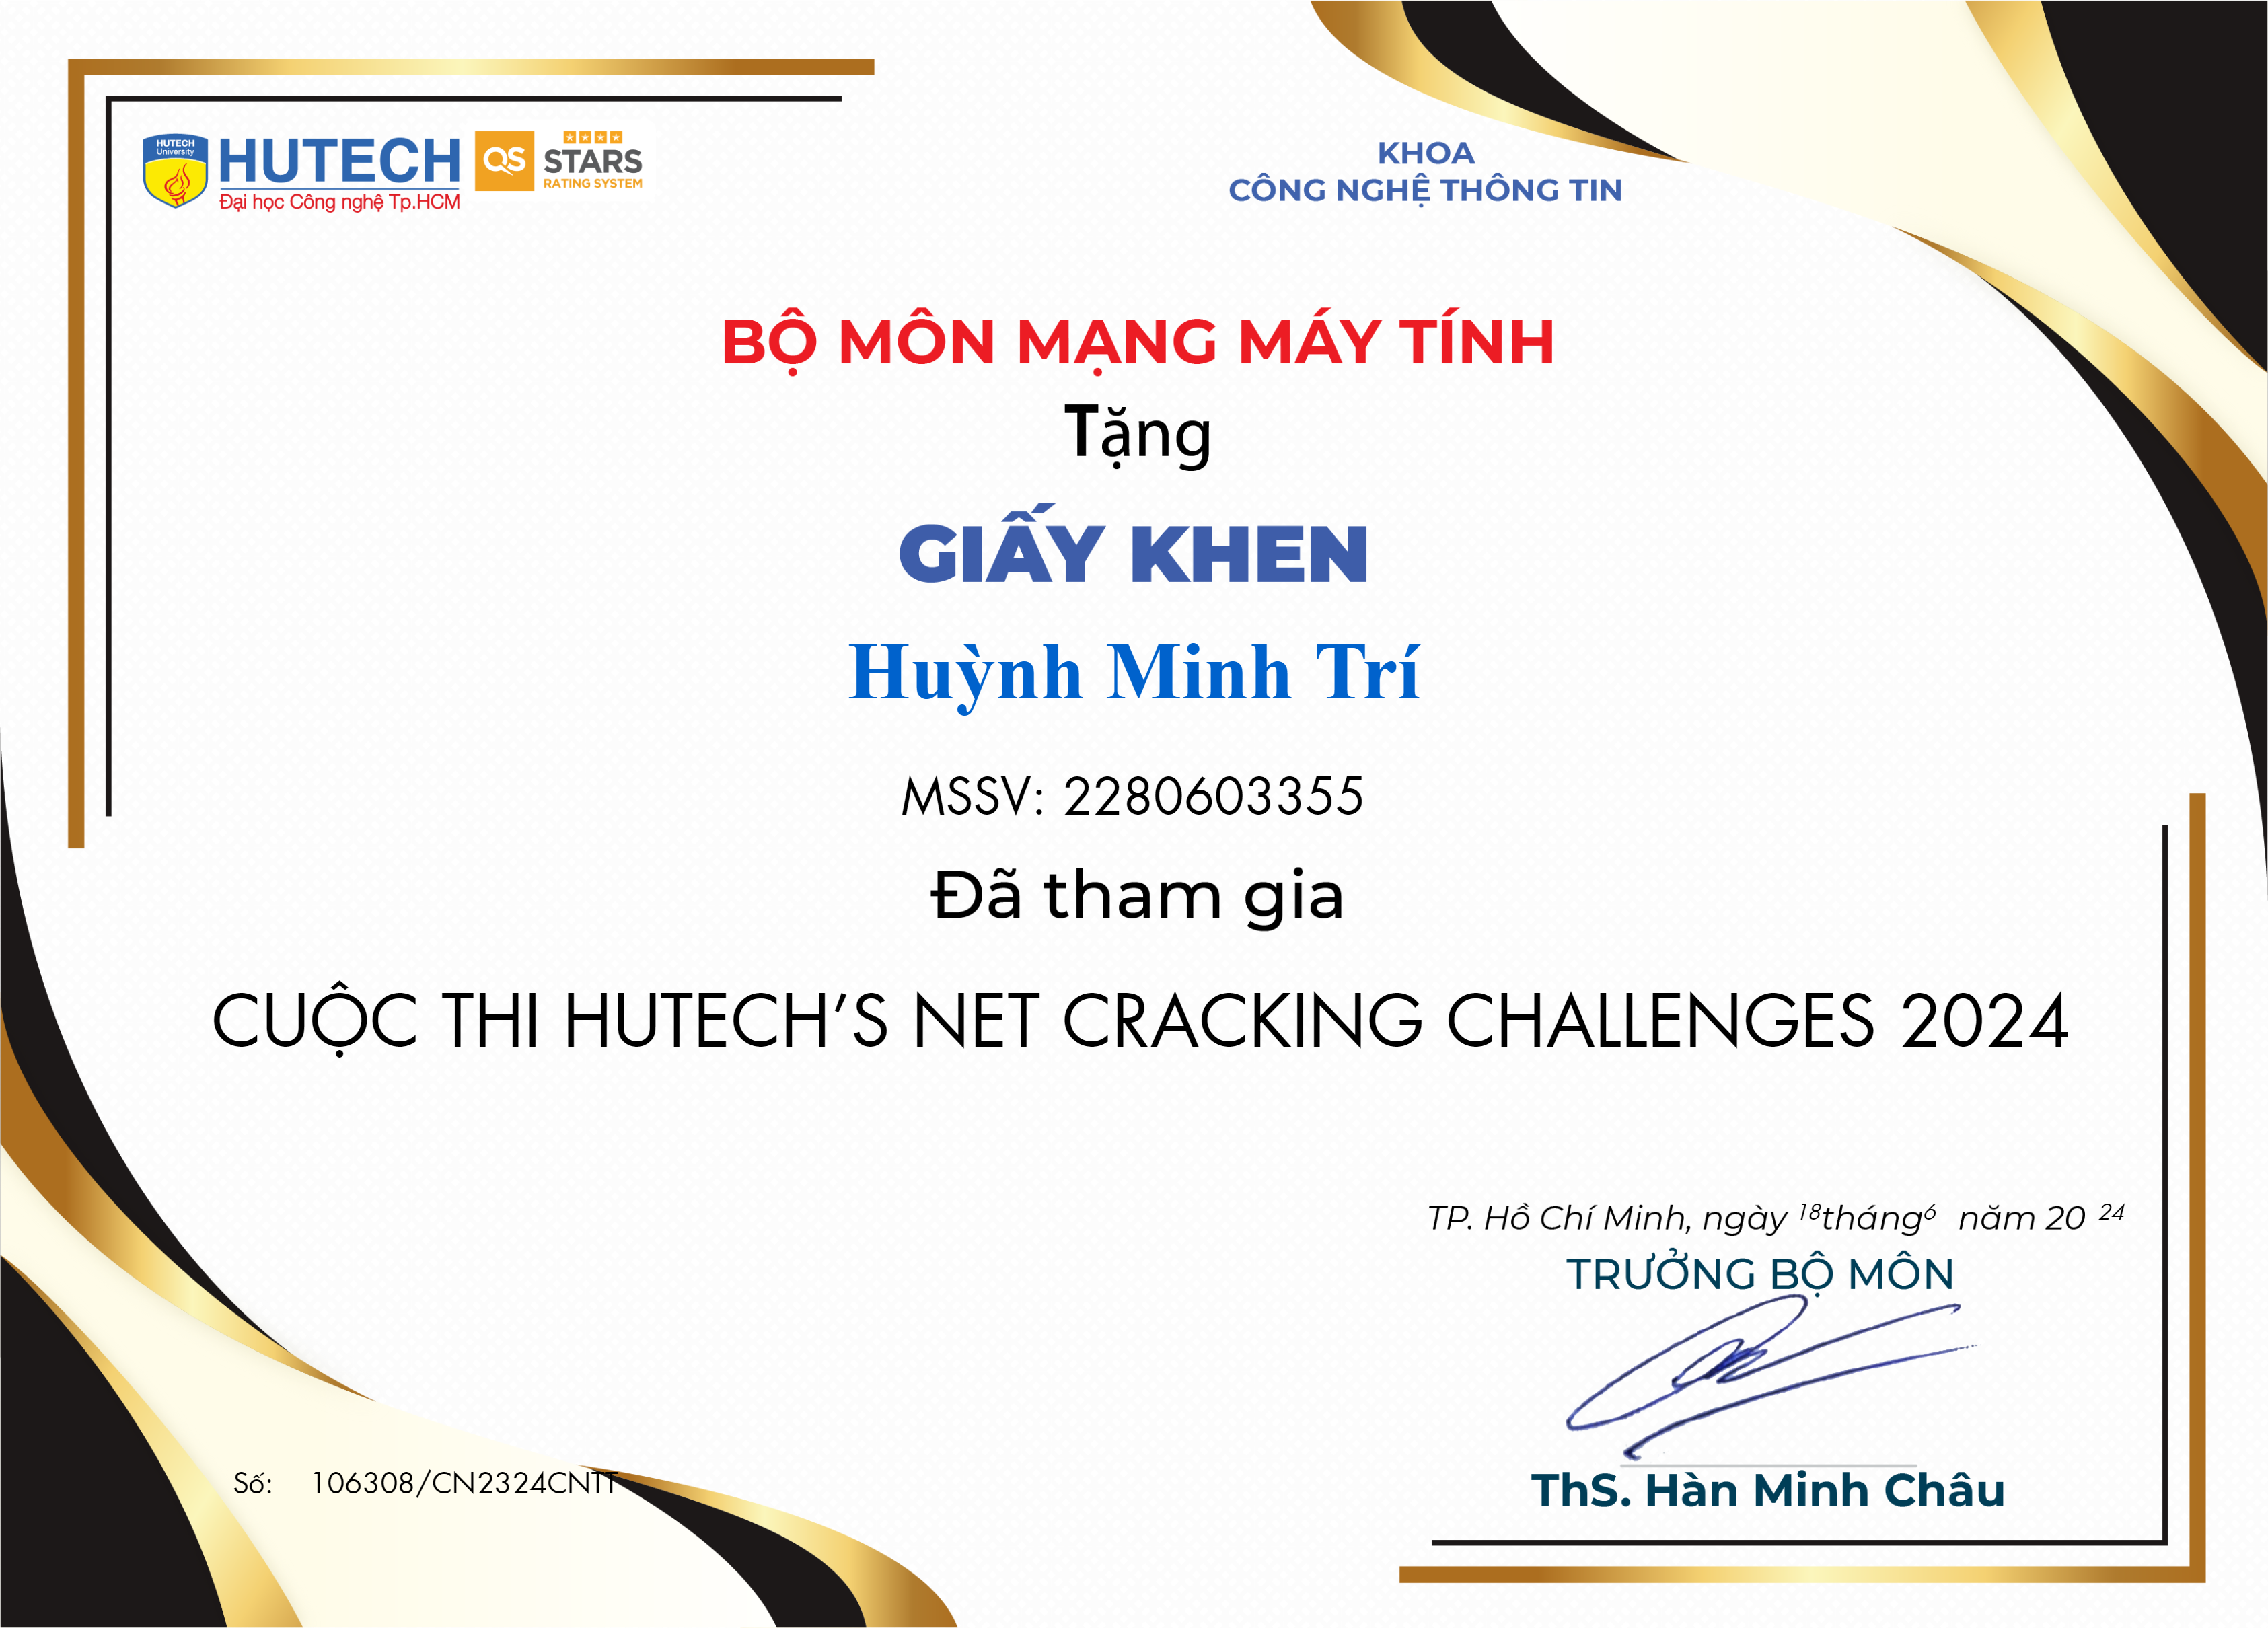 HUTECH
University
HUTECH
Đại học Công nghệ Tp.HCM
QS
STARS
RATING SYSTEM
KHOA
CÔNG NGHỆ THÔNG TIN
BỘ MÔN MẠNG MÁY TÍNH
Tặng
GIẤY KHEN
Huỳnh Minh Trí
MSSV: 2280603355
Đã tham gia
CUỘC THI HUTECH’S NET CRACKING CHALLENGES 2024
TP. Hồ Chí Minh, ngày 18 tháng 6 năm 20 24
TRƯỞNG BỘ MÔN
ThS. Hàn Minh Châu
Số: 106308/CN2324CNTT